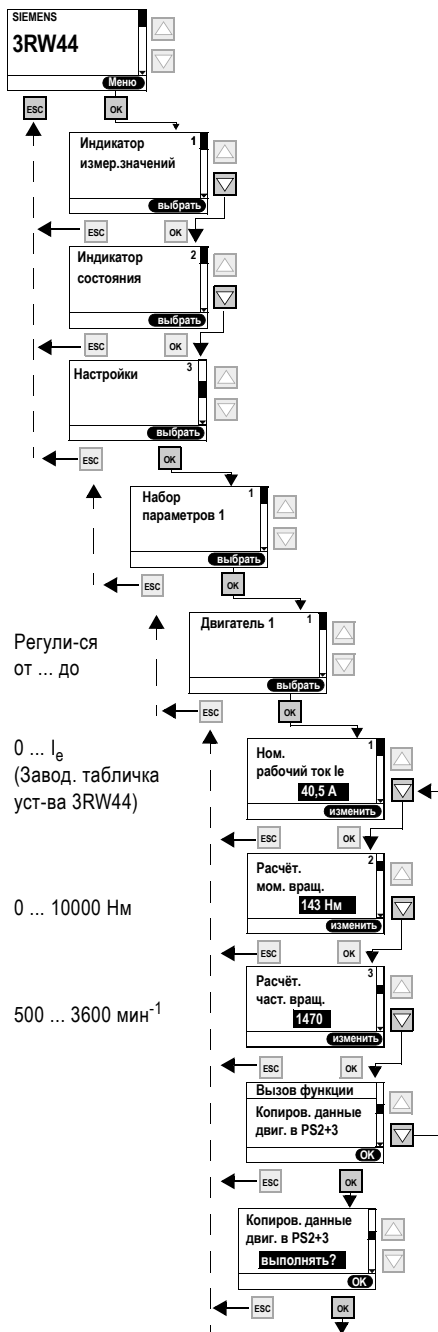 SIEMENS
3RW44
Меню
ESC
OK
Индикатор 1
измер.значений
выбрать
ESC OK
Индикатор 2
состояния
выбрать
ESC OK
Настройки 3
выбрать
ESC OK
Набор 1
параметров 1
выбрать
ESC OK
Двигатель 1 1
выбрать
Регули-ся
от ... до
ESC OK
0 ... Ie
(Завод. табличка
уст-ва 3RW44)
Ном. 1
рабочий ток Ie
40,5 A
изменить
ESC OK
Расчёт. 2
мом. вращ.
143 Нм
изменить
0 ... 10000 Нм
ESC OK
Расчёт. 3
част. вращ.
1470
изменить
500 ... 3600 мин-1
ESC OK
Вызов функции
Копиров. данные
двиг. в PS2+3
OK
ESC OK
Копиров. данные
двиг. в PS2+3
выполнять?
OK
ESC OK